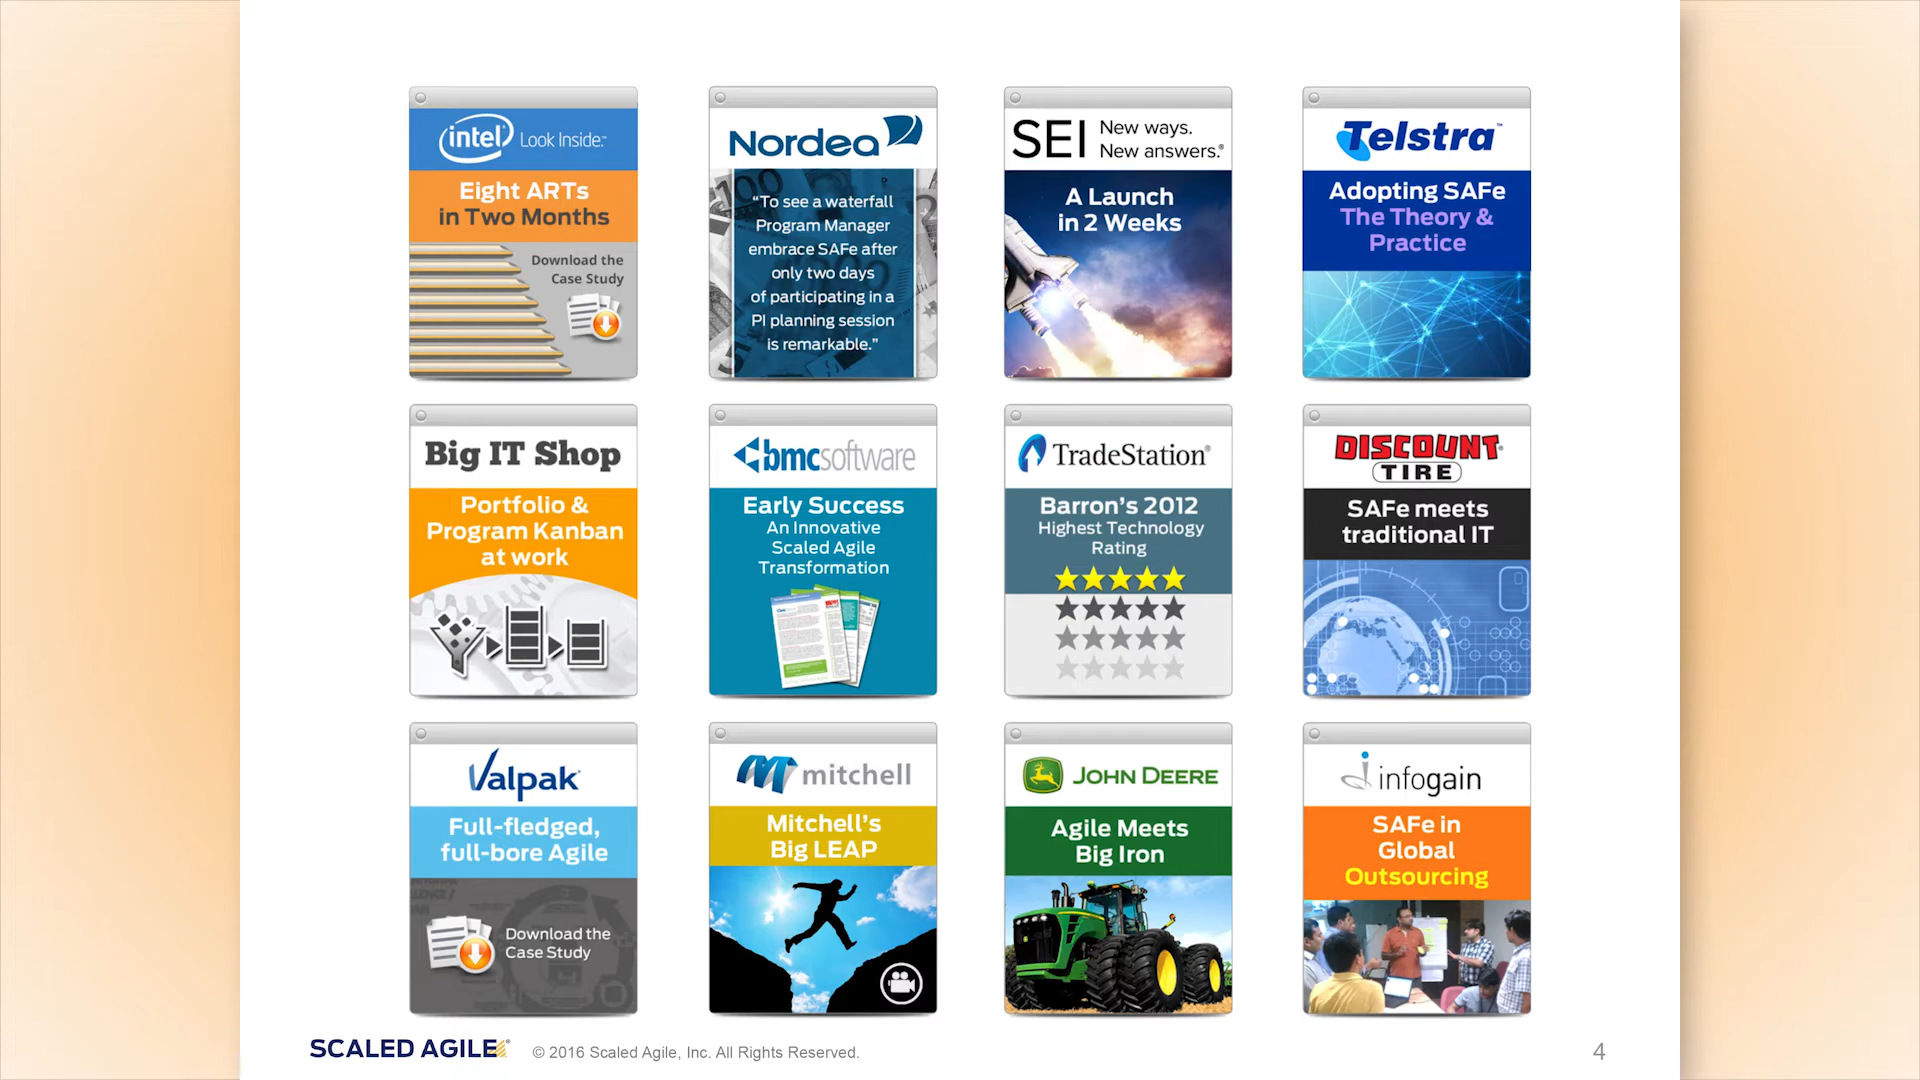 intel Look Inside.™
Eight ARTs
in Two Months
Download the
Case Study
Nordea
“To see a waterfall
Program Manager
embrace SAFe after
only two days
of participating in a
PI planning session
is remarkable.”
SEI New ways.
New answers.®
A Launch
in 2 Weeks
Telstra™
Adopting SAFe
The Theory &
Practice
Big IT Shop
Portfolio &
Program Kanban
at work
bmcsoftware
Early Success
An Innovative
Scaled Agile
Transformation
TradeStation®
Barron’s 2012
Highest Technology
Rating
DISCOUNT®
TIRE
SAFe meets
traditional IT
Valpak®
Full-fledged,
full-bore Agile
Download the
Case Study
mitchell
Mitchell’s
Big LEAP
JOHN DEERE
Agile Meets
Big Iron
infogain
SAFe in
Global
Outsourcing
SCALED AGILE® © 2016 Scaled Agile, Inc. All Rights Reserved.
4